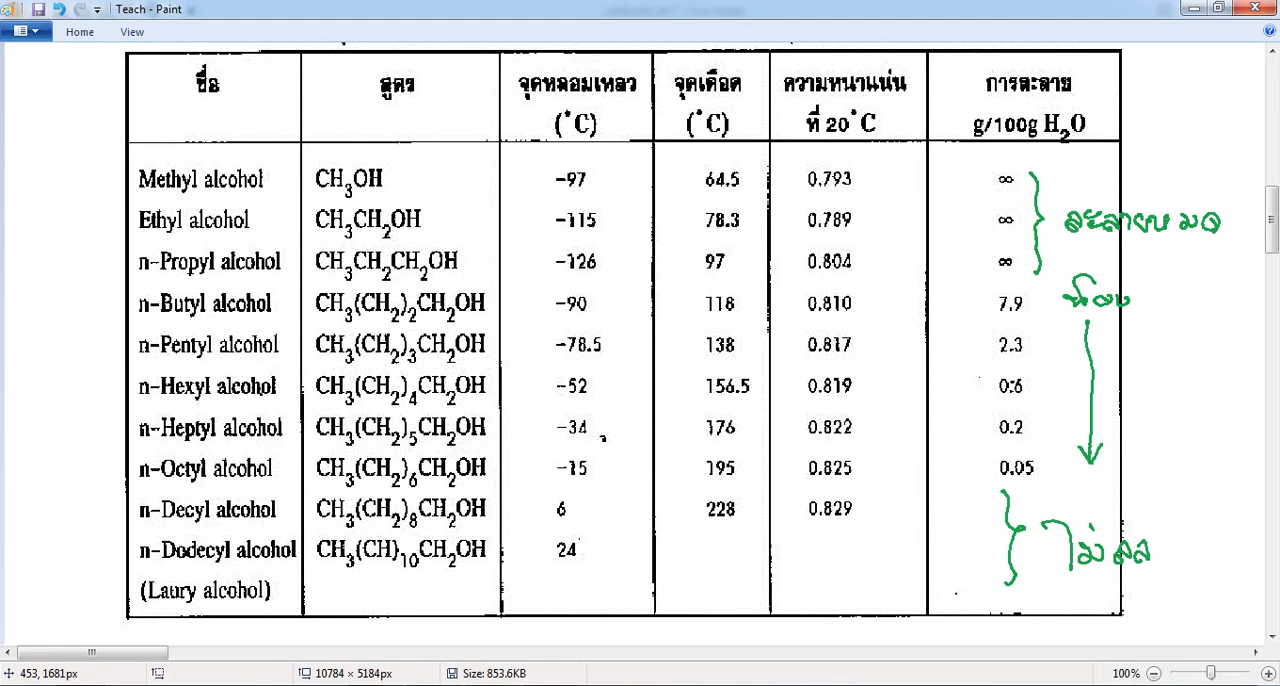 Teach - Paint
Home View
ชื่อ สูตร จุดหลอมเหลว (°C) จุดเดือด (°C) ความหนาแน่น ที่ 20°C การละลาย g/100g H₂O
Methyl alcohol CH₃OH -97 64.5 0.793 ∞
Ethyl alcohol CH₃CH₂OH -115 78.3 0.789 ∞ ละลายหมด
n-Propyl alcohol CH₃CH₂CH₂OH -126 97 0.804 ∞
n-Butyl alcohol CH₃(CH₂)₂CH₂OH -90 118 0.810 7.9 น้อย
n-Pentyl alcohol CH₃(CH₂)₃CH₂OH -78.5 138 0.817 2.3
n-Hexyl alcohol CH₃(CH₂)₄CH₂OH -52 156.5 0.819 0.6
n-Heptyl alcohol CH₃(CH₂)₅CH₂OH -34 176 0.822 0.2
n-Octyl alcohol CH₃(CH₂)₆CH₂OH -15 195 0.825 0.05
n-Decyl alcohol CH₃(CH₂)₈CH₂OH 6 228 0.829
n-Dodecyl alcohol CH₃(CH)₁₀CH₂OH 24 ไม่ลล
(Laury alcohol)
453, 1681px 10784 × 5184px Size: 853.6KB 100%